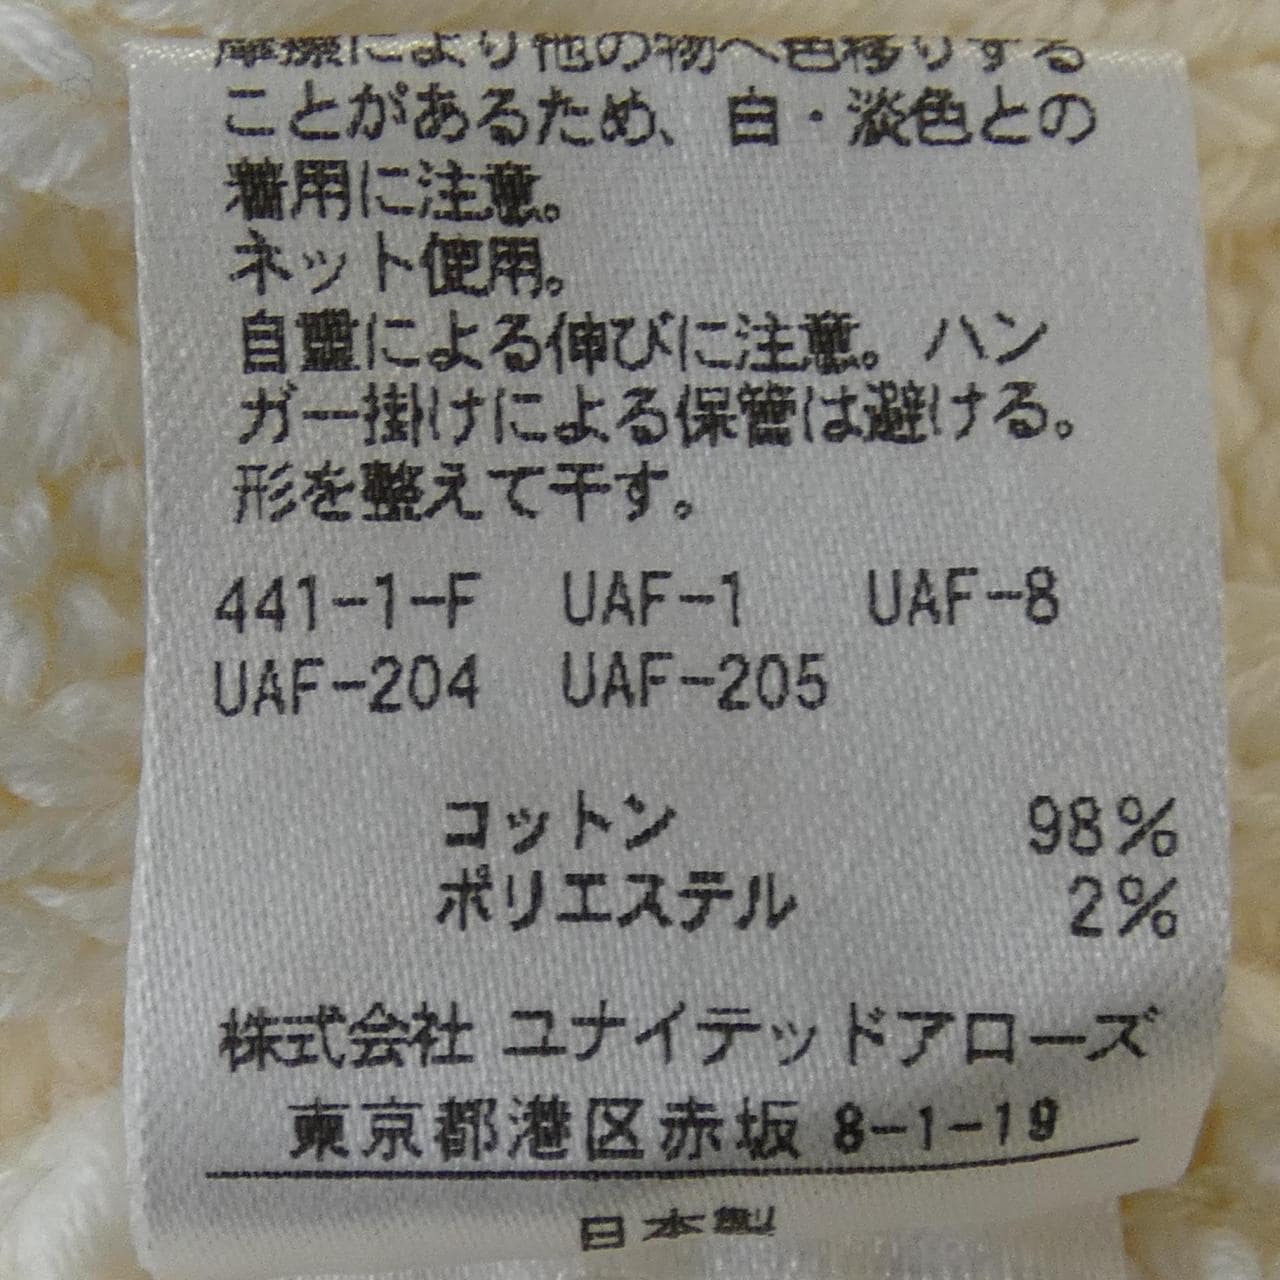 摩擦により他の物へ色移りする
ことがあるため、白・淡色との
着用に注意。
ネット使用。
自重による伸びに注意。ハン
ガー掛けによる保管は避ける。
形を整えて干す。
441-1-F UAF-1 UAF-8
UAF-204 UAF-205
コットン 98%
ポリエステル 2%
株式会社 ユナイテッドアローズ
東京都港区赤坂 8-1-19
日本製